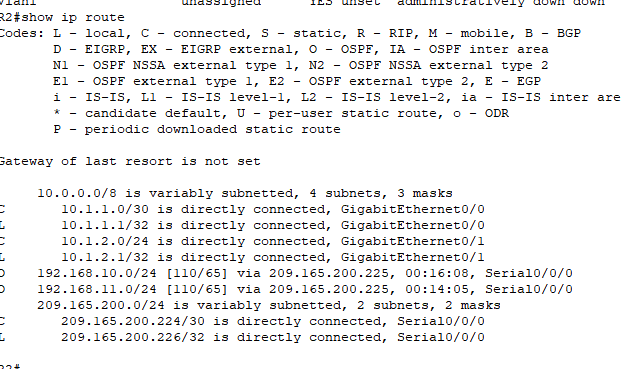 Vlan1 unassigned YES unset administratively down down
R2#show ip route
Codes: L - local, C - connected, S - static, R - RIP, M - mobile, B - BGP
D - EIGRP, EX - EIGRP external, O - OSPF, IA - OSPF inter area
N1 - OSPF NSSA external type 1, N2 - OSPF NSSA external type 2
E1 - OSPF external type 1, E2 - OSPF external type 2, E - EGP
i - IS-IS, L1 - IS-IS level-1, L2 - IS-IS level-2, ia - IS-IS inter are
* - candidate default, U - per-user static route, o - ODR
P - periodic downloaded static route
Gateway of last resort is not set
10.0.0.0/8 is variably subnetted, 4 subnets, 3 masks
C 10.1.1.0/30 is directly connected, GigabitEthernet0/0
L 10.1.1.1/32 is directly connected, GigabitEthernet0/0
C 10.1.2.0/24 is directly connected, GigabitEthernet0/1
L 10.1.2.1/32 is directly connected, GigabitEthernet0/1
O 192.168.10.0/24 [110/65] via 209.165.200.225, 00:16:08, Serial0/0/0
O 192.168.11.0/24 [110/65] via 209.165.200.225, 00:14:05, Serial0/0/0
209.165.200.0/24 is variably subnetted, 2 subnets, 2 masks
C 209.165.200.224/30 is directly connected, Serial0/0/0
L 209.165.200.226/32 is directly connected, Serial0/0/0
R2#